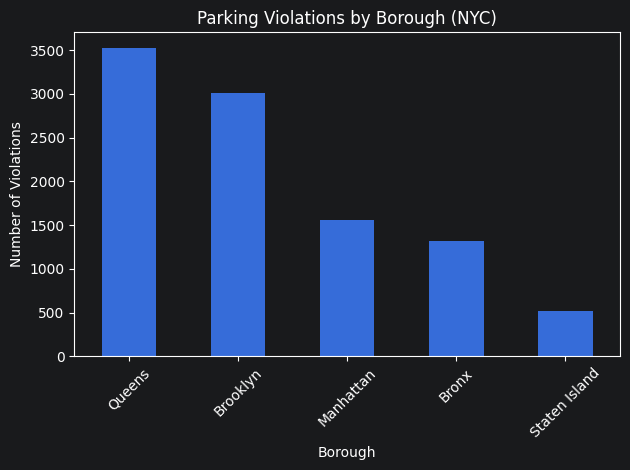 Parking Violations by Borough (NYC)
Number of Violations
3500
3000
2500
2000
1500
1000
500
0
Queens
Brooklyn
Manhattan
Bronx
Staten Island
Borough